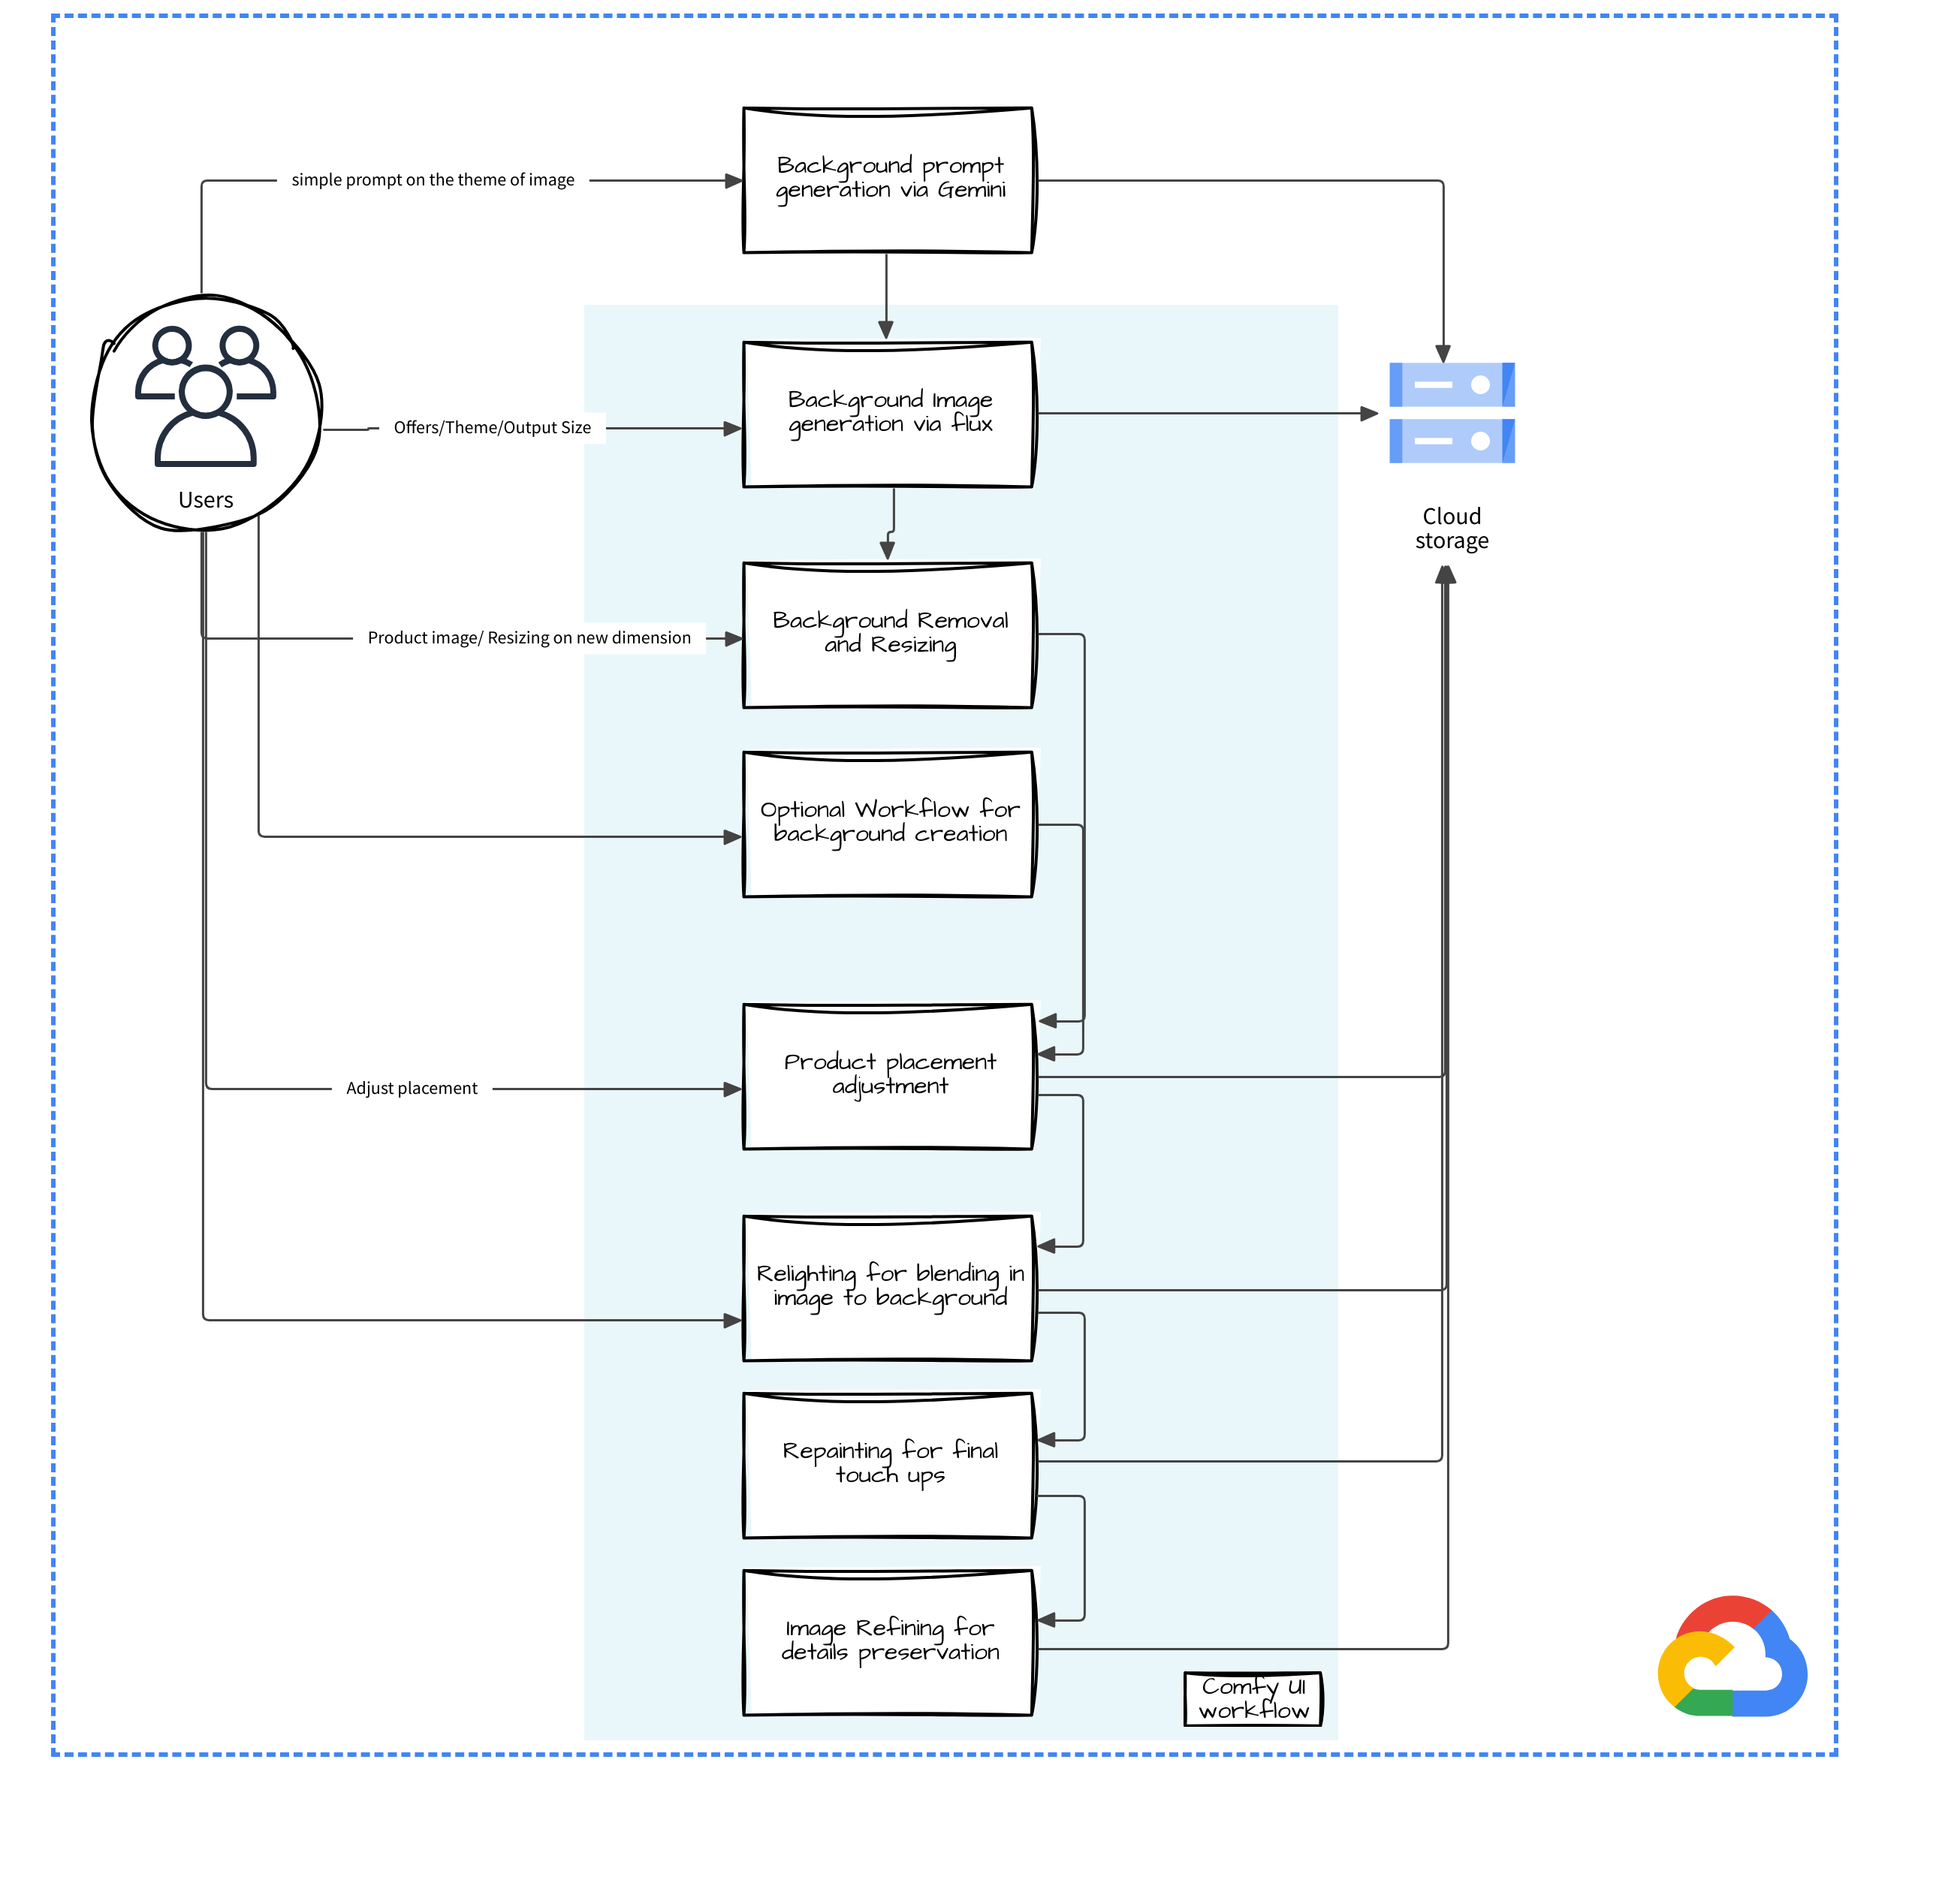 Background prompt
generation via Gemini
simple prompt on the theme of image
Background Image
generation via flux
Offers/Theme/Output Size
Users
Cloud
storage
Background Removal
and Resizing
Product image/ Resizing on new dimension
Optional Workflow for
background creation
Product placement
adjustment
Adjust placement
Relighting for blending in
image to background
Repainting for final
touch ups
Image Refining for
details preservation
Comfy UI
workflow